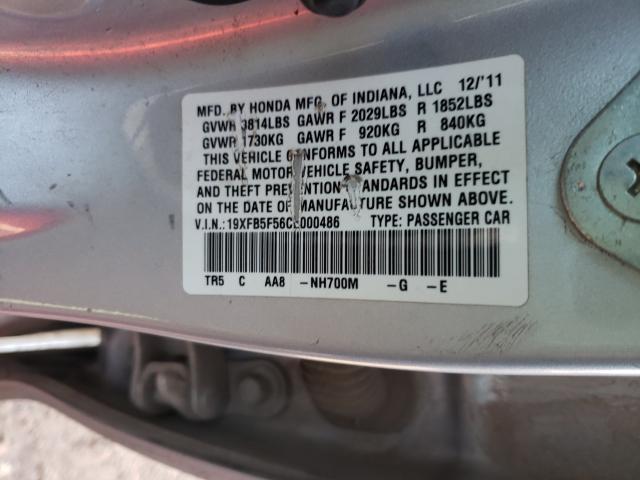 MFD. BY HONDA MFG. OF INDIANA, LLC 12/'11
GVWR 3814LBS GAWR F 2029LBS R 1852LBS
GVWR 1730KG GAWR F 920KG R 840KG
THIS VEHICLE CONFORMS TO ALL APPLICABLE
FEDERAL MOTOR VEHICLE SAFETY, BUMPER,
AND THEFT PREVENTION STANDARDS IN EFFECT
ON THE DATE OF MANUFACTURE SHOWN ABOVE.
V.I.N.: TYPE: PASSENGER CAR
TR5 C AA8 -NH700M -G -E